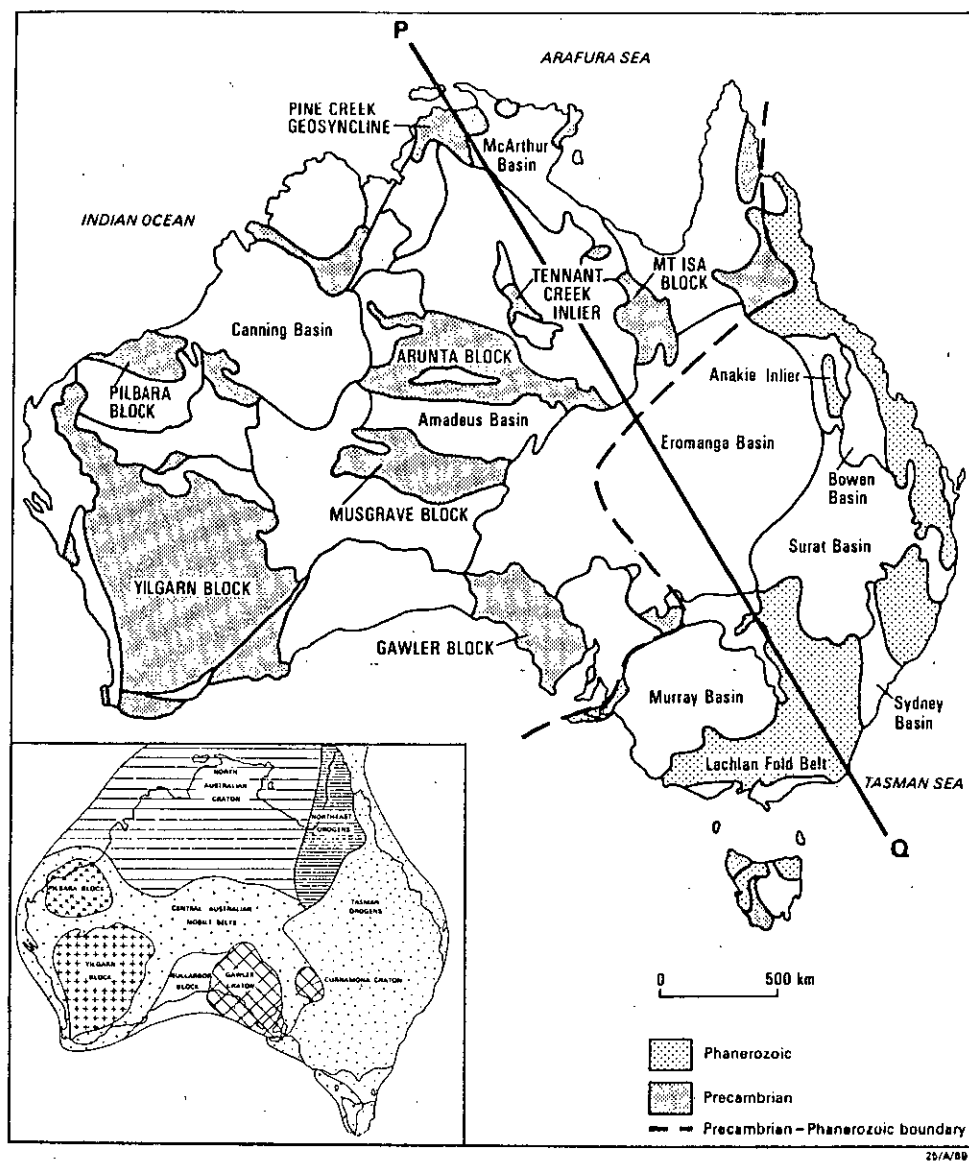 P
ARAFURA SEA
PINE CREEK
GEOSYNCLINE
McARTHUR
Basin
INDIAN OCEAN
MT ISA
BLOCK
TENNANT
CREEK
INLIER
Canning Basin
ARUNTA BLOCK
Anakie Inlier
PILBARA
BLOCK
Amadeus Basin
Eromanga Basin
Bowen
Basin
MUSGRAVE BLOCK
Surat Basin
YILGARN BLOCK
GAWLER BLOCK
Murray Basin
Sydney
Basin
Lachlan Fold Belt
TASMAN SEA
Q
NORTH
AUSTRALIAN
CRATON
NORTHEAST
OROGENS
PILBARA BLOCK
CENTRAL AUSTRALIAN
MOBILE BELTS
TASMAN
OROGENS
YILGARN
BLOCK
NULLARBOR
BLOCK
GAWLER
CRATON
CURNAMONA CRATON
0 500 km
Phanerozoic
Precambrian
Precambrian – Phanerozoic boundary
25/A/89